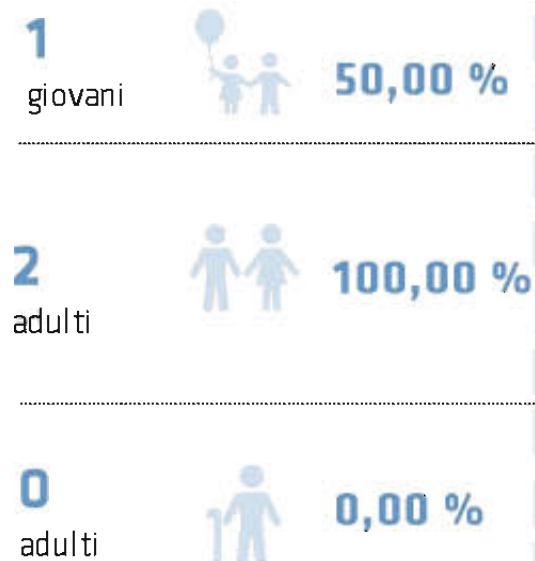 1
giovani
50,00 %
2
adulti
100,00 %
0
adulti
0,00 %